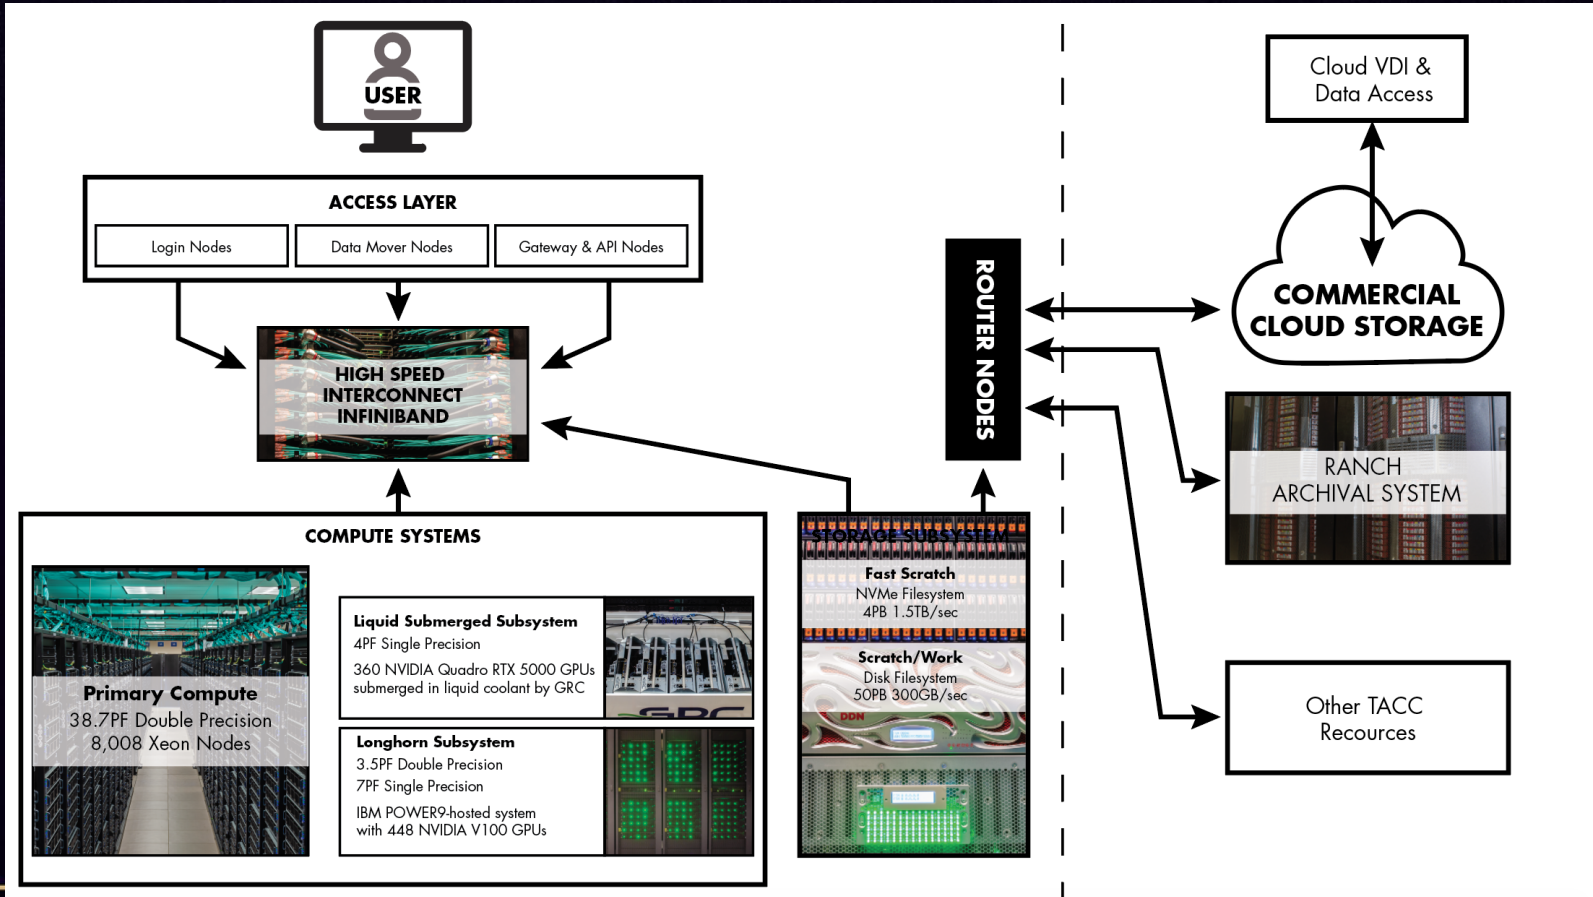 USER
ACCESS LAYER
Login Nodes
Data Mover Nodes
Gateway & API Nodes
HIGH SPEED
INTERCONNECT
INFINIBAND
COMPUTE SYSTEMS
Primary Compute
38.7PF Double Precision
8,008 Xeon Nodes
Liquid Submerged Subsystem
4PF Single Precision
360 NVIDIA Quadro RTX 5000 GPUs
submerged in liquid coolant by GRC
GRC
Longhorn Subsystem
3.5PF Double Precision
7PF Single Precision
IBM POWER9-hosted system
with 448 NVIDIA V100 GPUs
STORAGE SUBSYSTEM
Fast Scratch
NVMe Filesystem
4PB 1.5TB/sec
Scratch/Work
Disk Filesystem
50PB 300GB/sec
DDN
ROUTER NODES
Cloud VDI &
Data Access
COMMERCIAL
CLOUD STORAGE
RANCH
ARCHIVAL SYSTEM
Other TACC
Recources